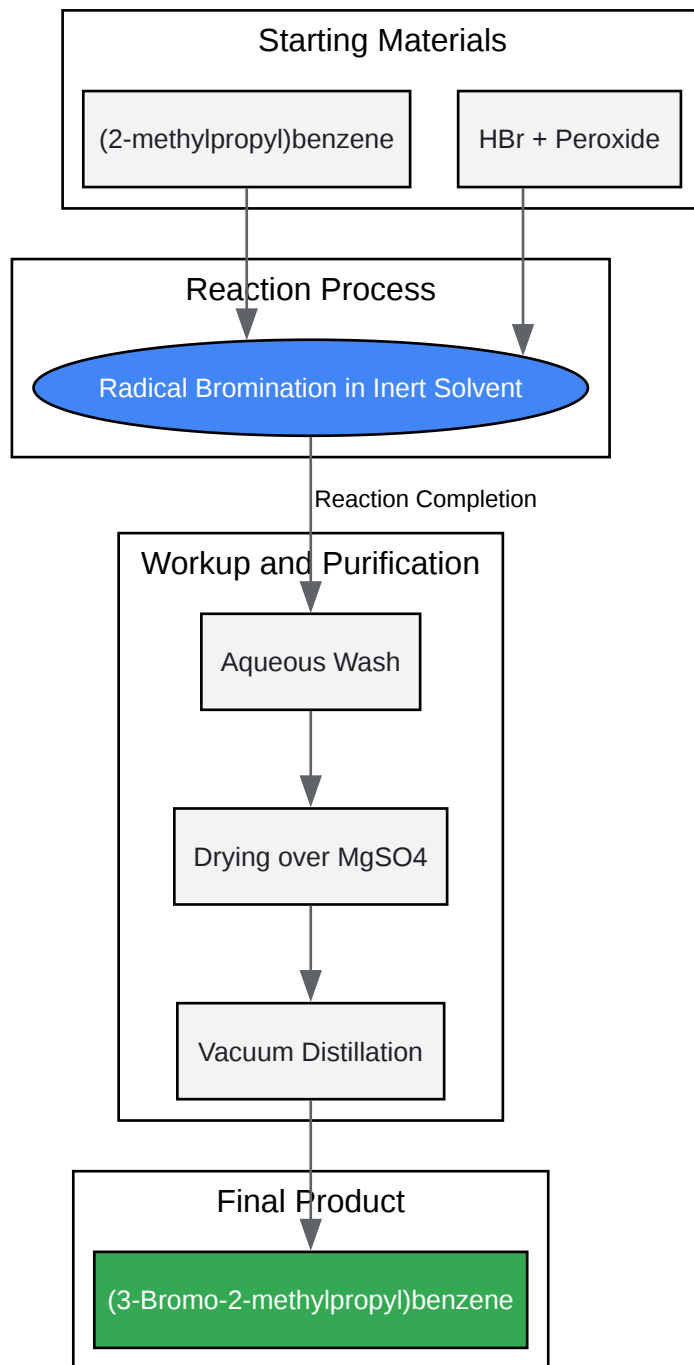 Starting Materials
(2-methylpropyl)benzene
HBr + Peroxide
Reaction Process
Radical Bromination in Inert Solvent
Reaction Completion
Workup and Purification
Aqueous Wash
Drying over MgSO4
Vacuum Distillation
Final Product
(3-Bromo-2-methylpropyl)benzene